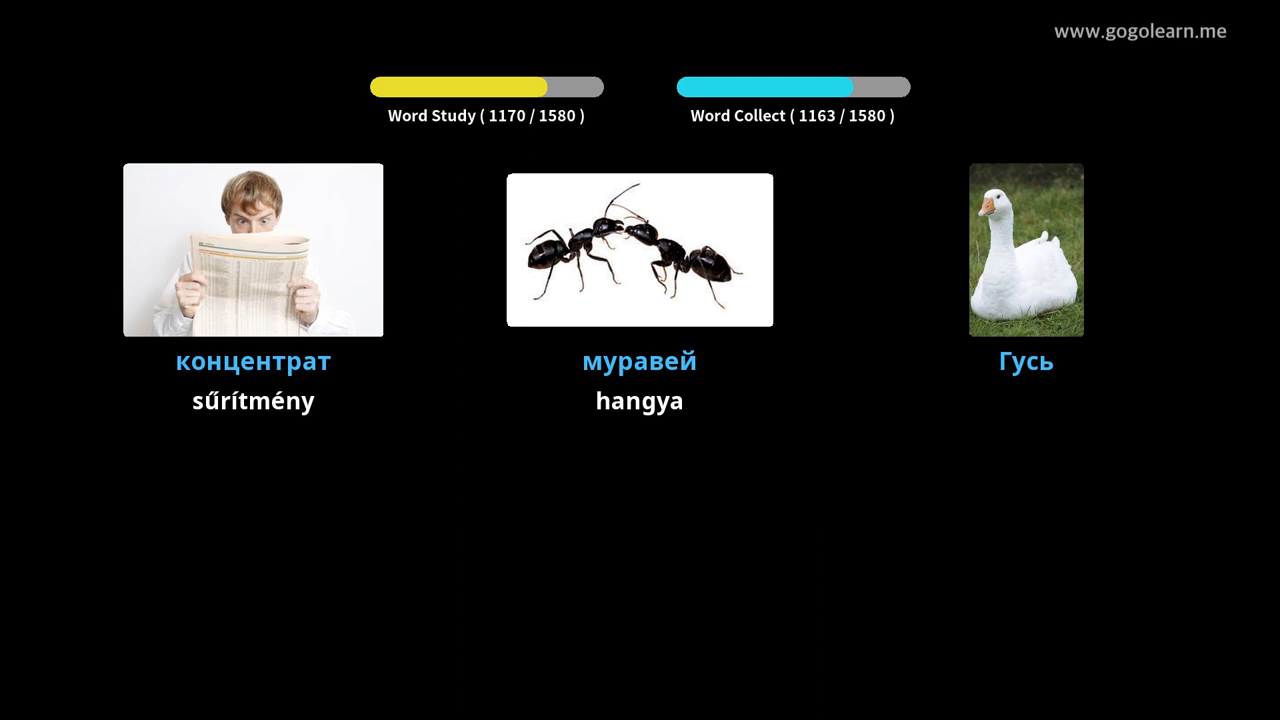 www.gogolearn.me
Word Study ( 1170 / 1580 )
Word Collect ( 1163 / 1580 )
концентрат
sűrítmény
муравей
hangya
Гусь